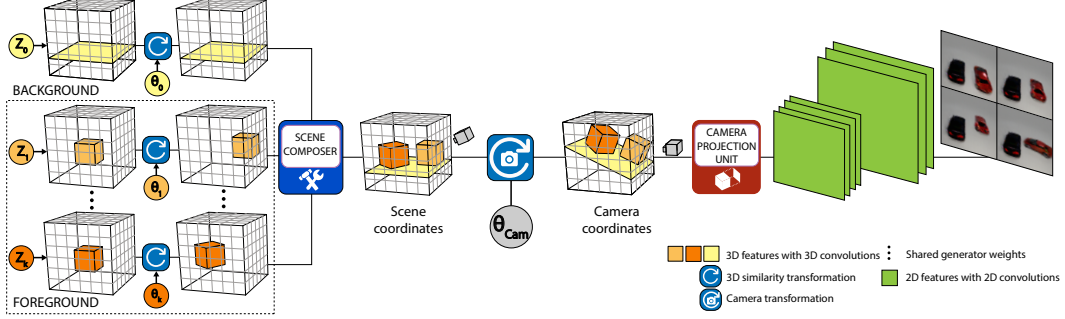 Z₀
θ₀
BACKGROUND
Z₁
θ₁
Zₖ
θₖ
FOREGROUND
SCENE
COMPOSER
Scene
coordinates
θCam
Camera
coordinates
CAMERA
PROJECTION
UNIT
3D features with 3D convolutions
Shared generator weights
3D similarity transformation
2D features with 2D convolutions
Camera transformation